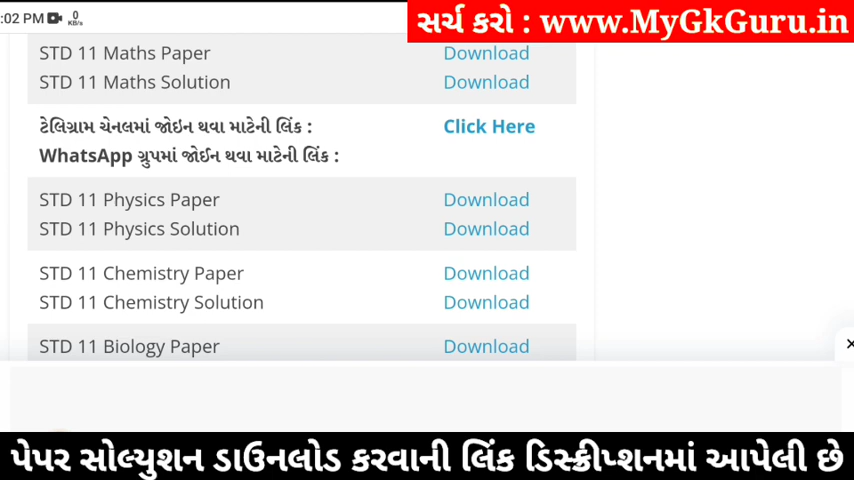 :02 PM 0 KB/s
સર્ચ કરો : www.MyGkGuru.in
STD 11 Maths Paper Download
STD 11 Maths Solution Download
ટેલિગ્રામ ચેનલમાં જોઇન થવા માટેની લિંક : Click Here
WhatsApp ગ્રુપમાં જોઈન થવા માટેની લિંક :
STD 11 Physics Paper Download
STD 11 Physics Solution Download
STD 11 Chemistry Paper Download
STD 11 Chemistry Solution Download
STD 11 Biology Paper Download
પેપર સોલ્યુશન ડાઉનલોડ કરવાની લિંક ડિસ્ક્રીપ્શનમાં આપેલી છે